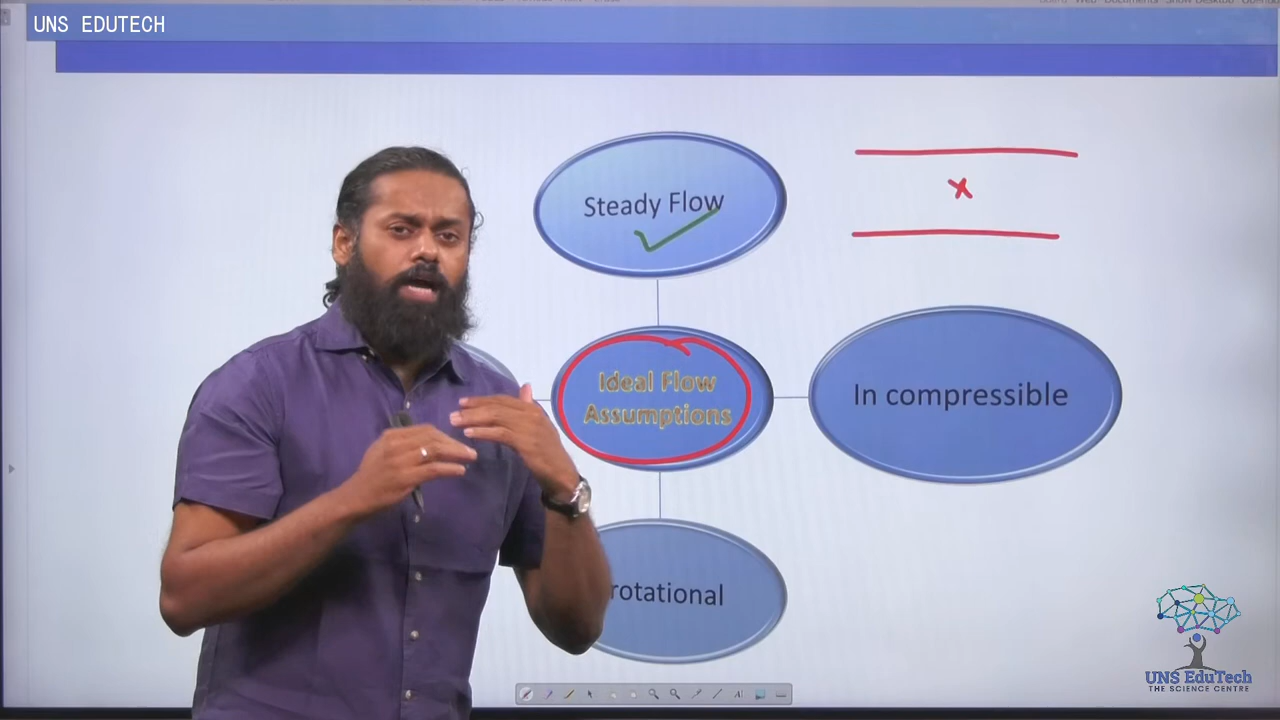 UNS EDUTECH
Steady Flow
Ideal Flow
Assumptions
In compressible
rotational
UNS EduTech
THE SCIENCE CENTRE